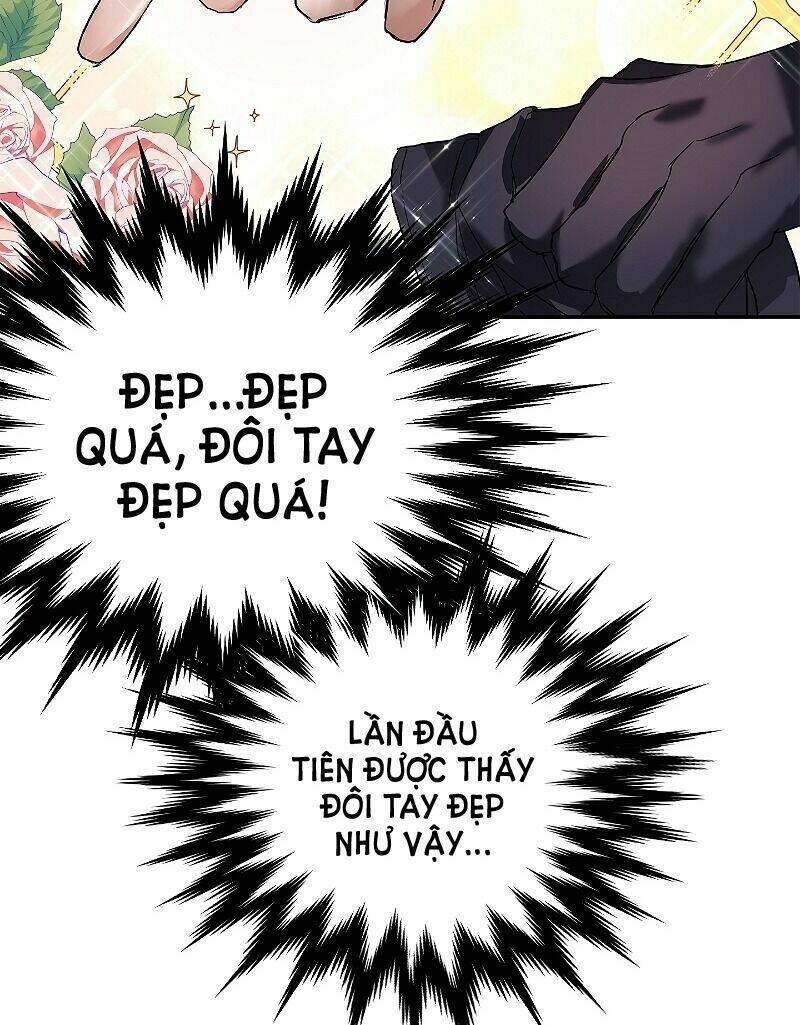 ĐẸP...ĐẸP
QUÁ, ĐÔI TAY
ĐẸP QUÁ!
LẦN ĐẦU
TIÊN ĐƯỢC THẤY
ĐÔI TAY ĐẸP
NHƯ VẬY...